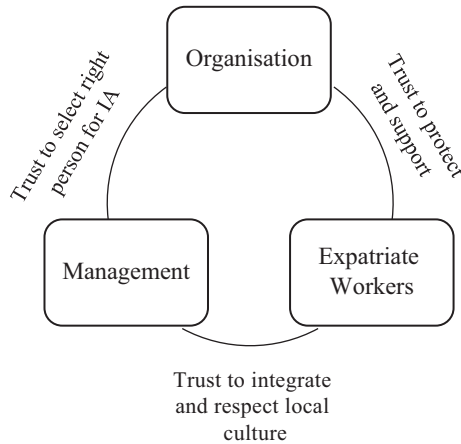 Organisation
Trust to select right
person for IA
Trust to protect
and support
Management
Expatriate
Workers
Trust to integrate
and respect local
culture